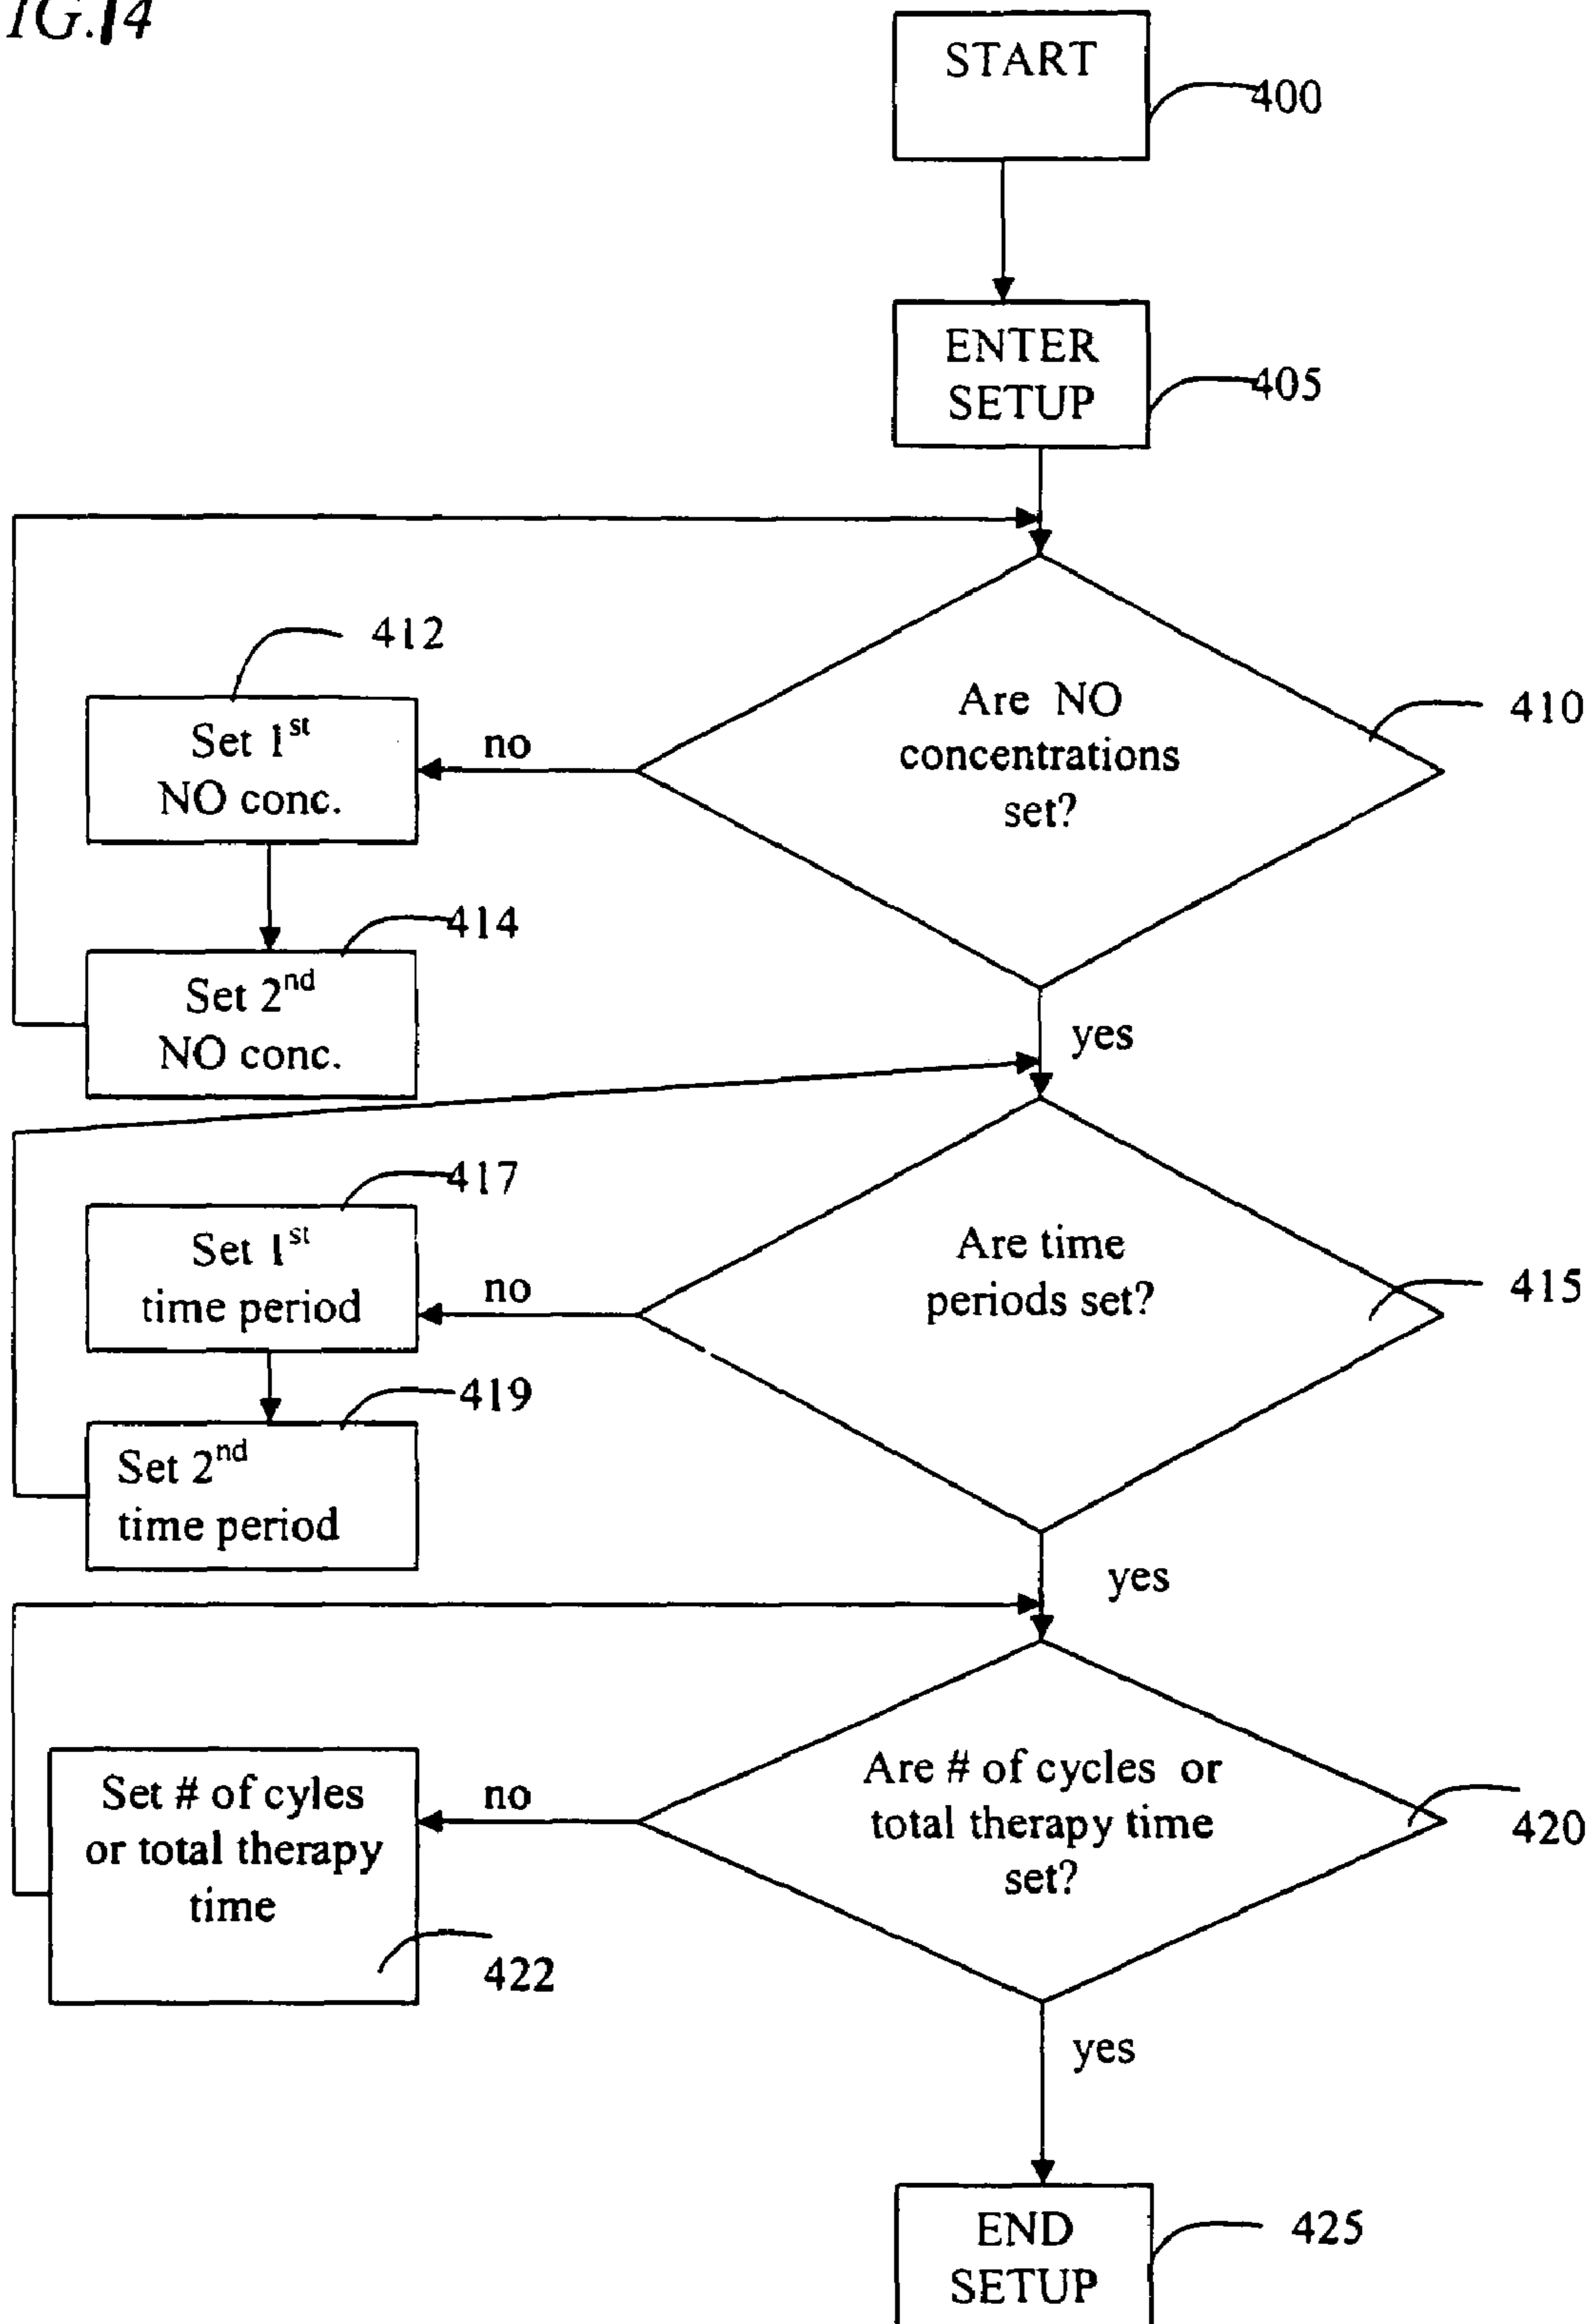 IG.14
START
400
ENTER
SETUP
405
412
Set 1st
NO conc.
no
Are NO
concentrations
set?
410
414
Set 2nd
NO conc.
yes
417
Set 1st
time period
no
Are time
periods set?
415
419
Set 2nd
time period
yes
Set # of cyles
or total therapy
time
no
Are # of cycles or
total therapy time
set?
420
422
yes
END
SETUP
425